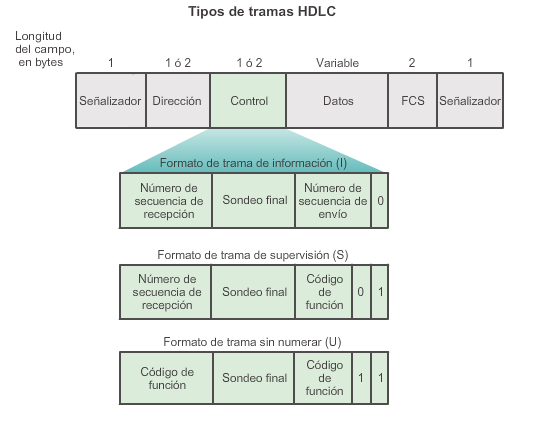 Tipos de tramas HDLC
Longitud
del campo,
en bytes
1 1 ó 2 1 ó 2 Variable 2 1
Señalizador Dirección Control Datos FCS Señalizador
Formato de trama de información (I)
Número de
secuencia de
recepción
Sondeo final
Número de
secuencia de
envío
0
Formato de trama de supervisión (S)
Número de
secuencia de
recepción
Sondeo final
Código
de
función
0
1
Formato de trama sin numerar (U)
Código de
función
Sondeo final
Código
de
función
1
1